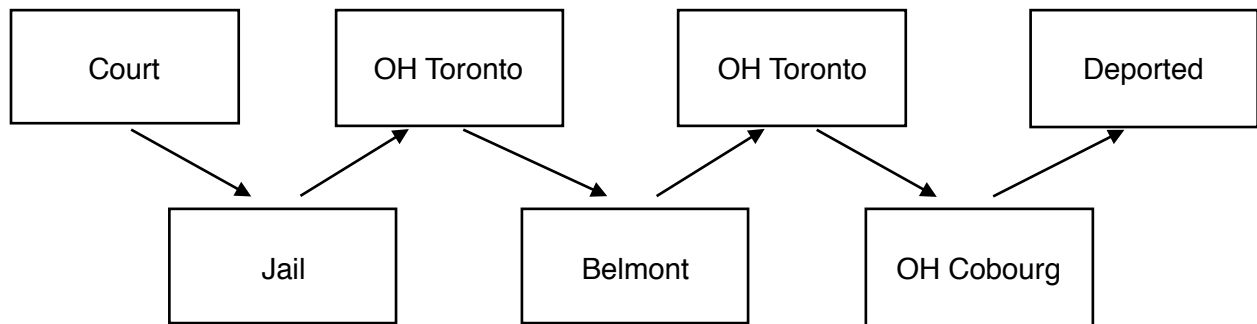 Court
OH Toronto
OH Toronto
Deported
Jail
Belmont
OH Cobourg